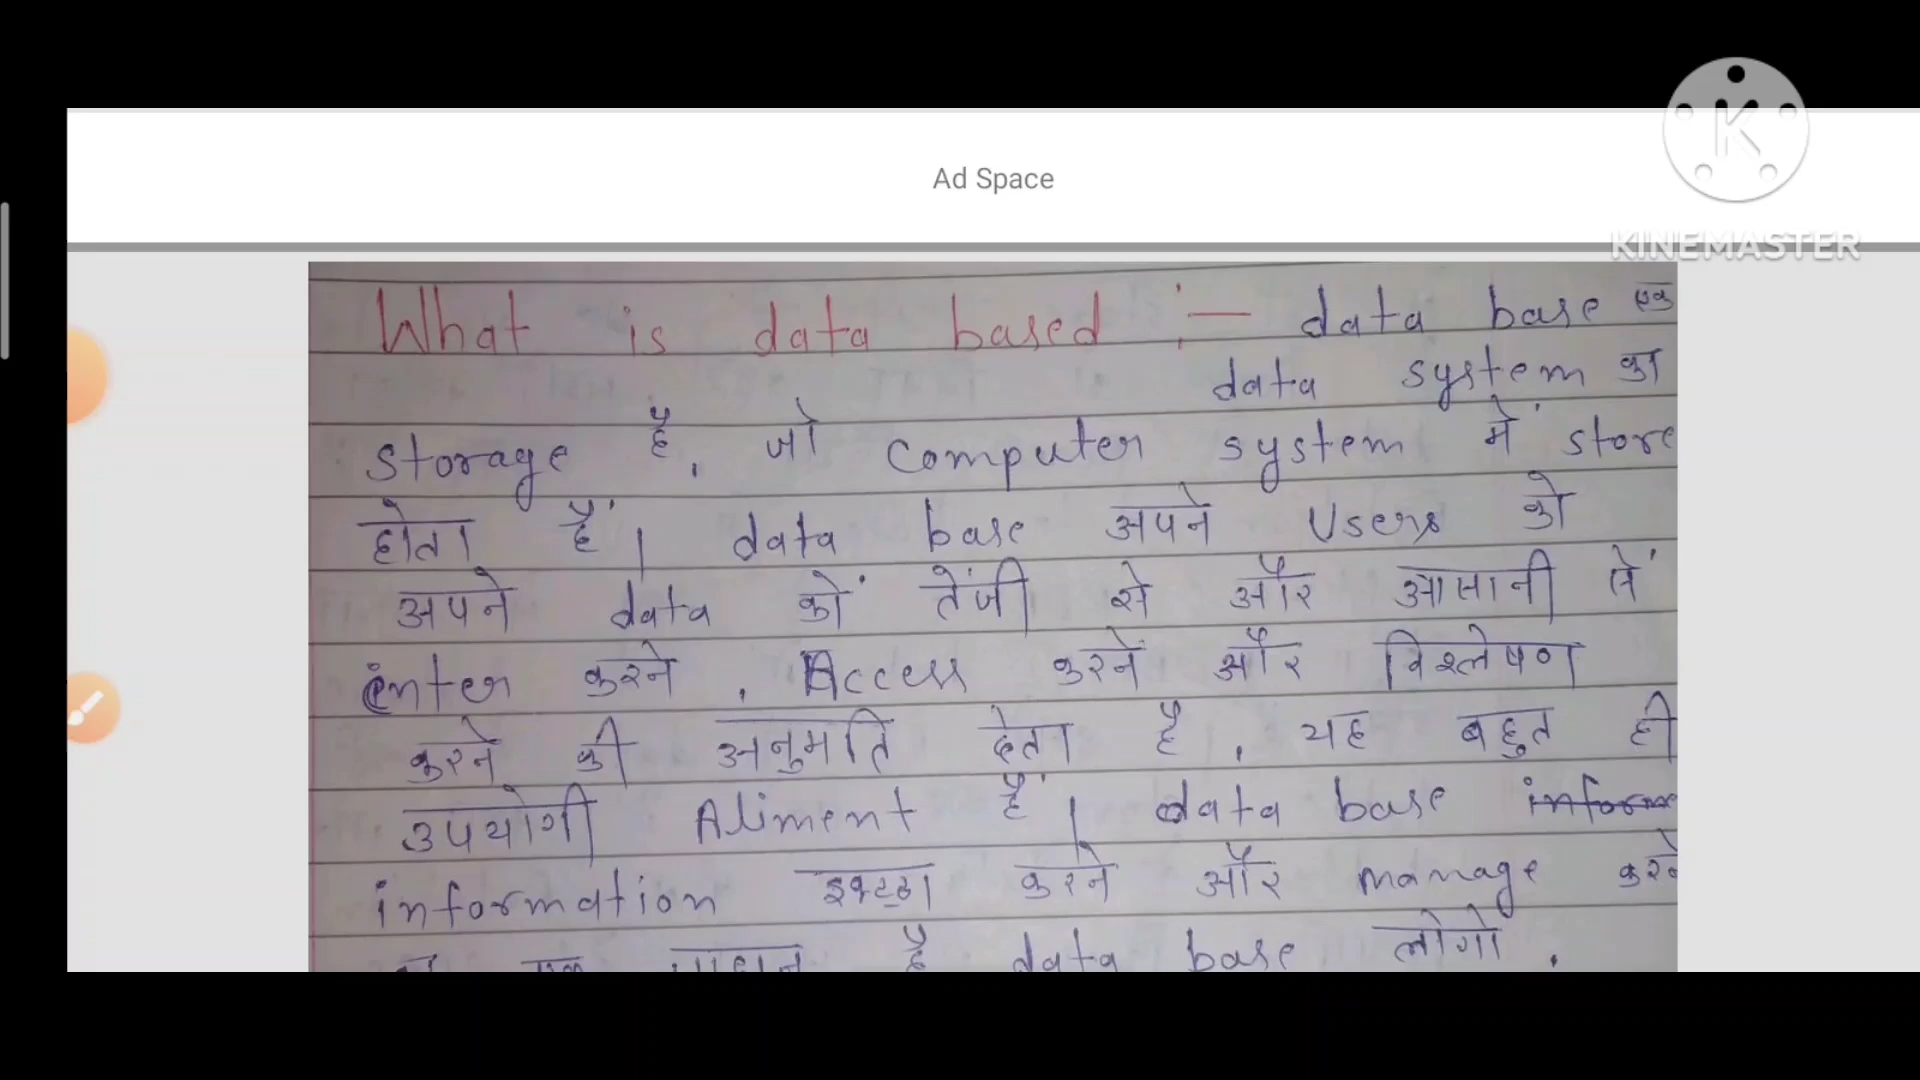 Ad Space
KINEMASTER
What is data based :— data base एक
data system का
storage है, जो computer system में store
होता हैं। data base अपने Users को
अपने data कों तेंजी से और आसानी सें
enter करने, Access करनें और विश्लेषण
करने की अनुमति देता है, यह बहुत ही
उपयोगी Aliment हैं। data base inform
information इकट्ठा करने और manage करने
है data base लोगो,